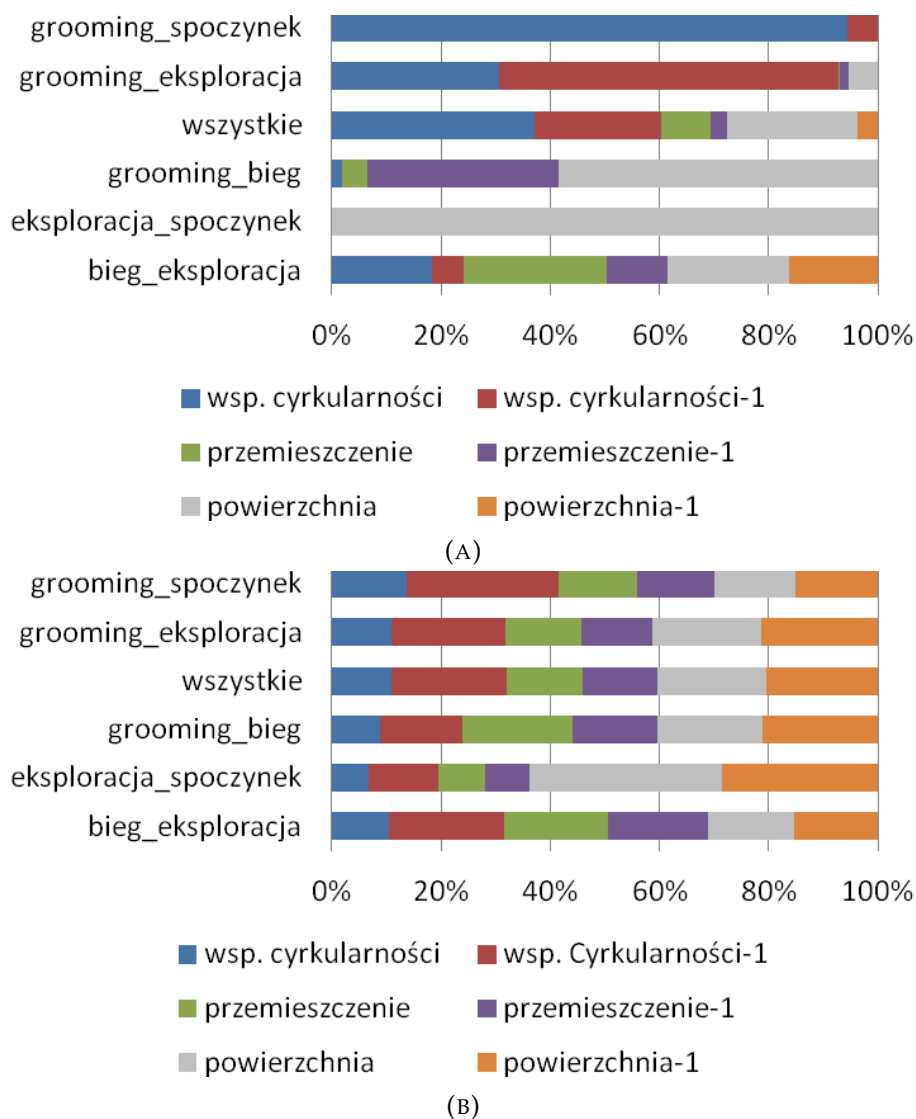 grooming_spoczynek
grooming_eksploracja
wszystkie
grooming_bieg
eksploracja_spoczynek
bieg_eksploracja
0% 20% 40% 60% 80% 100%
wsp. cyrkularności wsp. cyrkularności-1
przemieszczenie przemieszczenie-1
powierzchnia powierzchnia-1
(A)
grooming_spoczynek
grooming_eksploracja
wszystkie
grooming_bieg
eksploracja_spoczynek
bieg_eksploracja
0% 20% 40% 60% 80% 100%
wsp. cyrkularności wsp. Cyrkularności-1
przemieszczenie przemieszczenie-1
powierzchnia powierzchnia-1
(B)